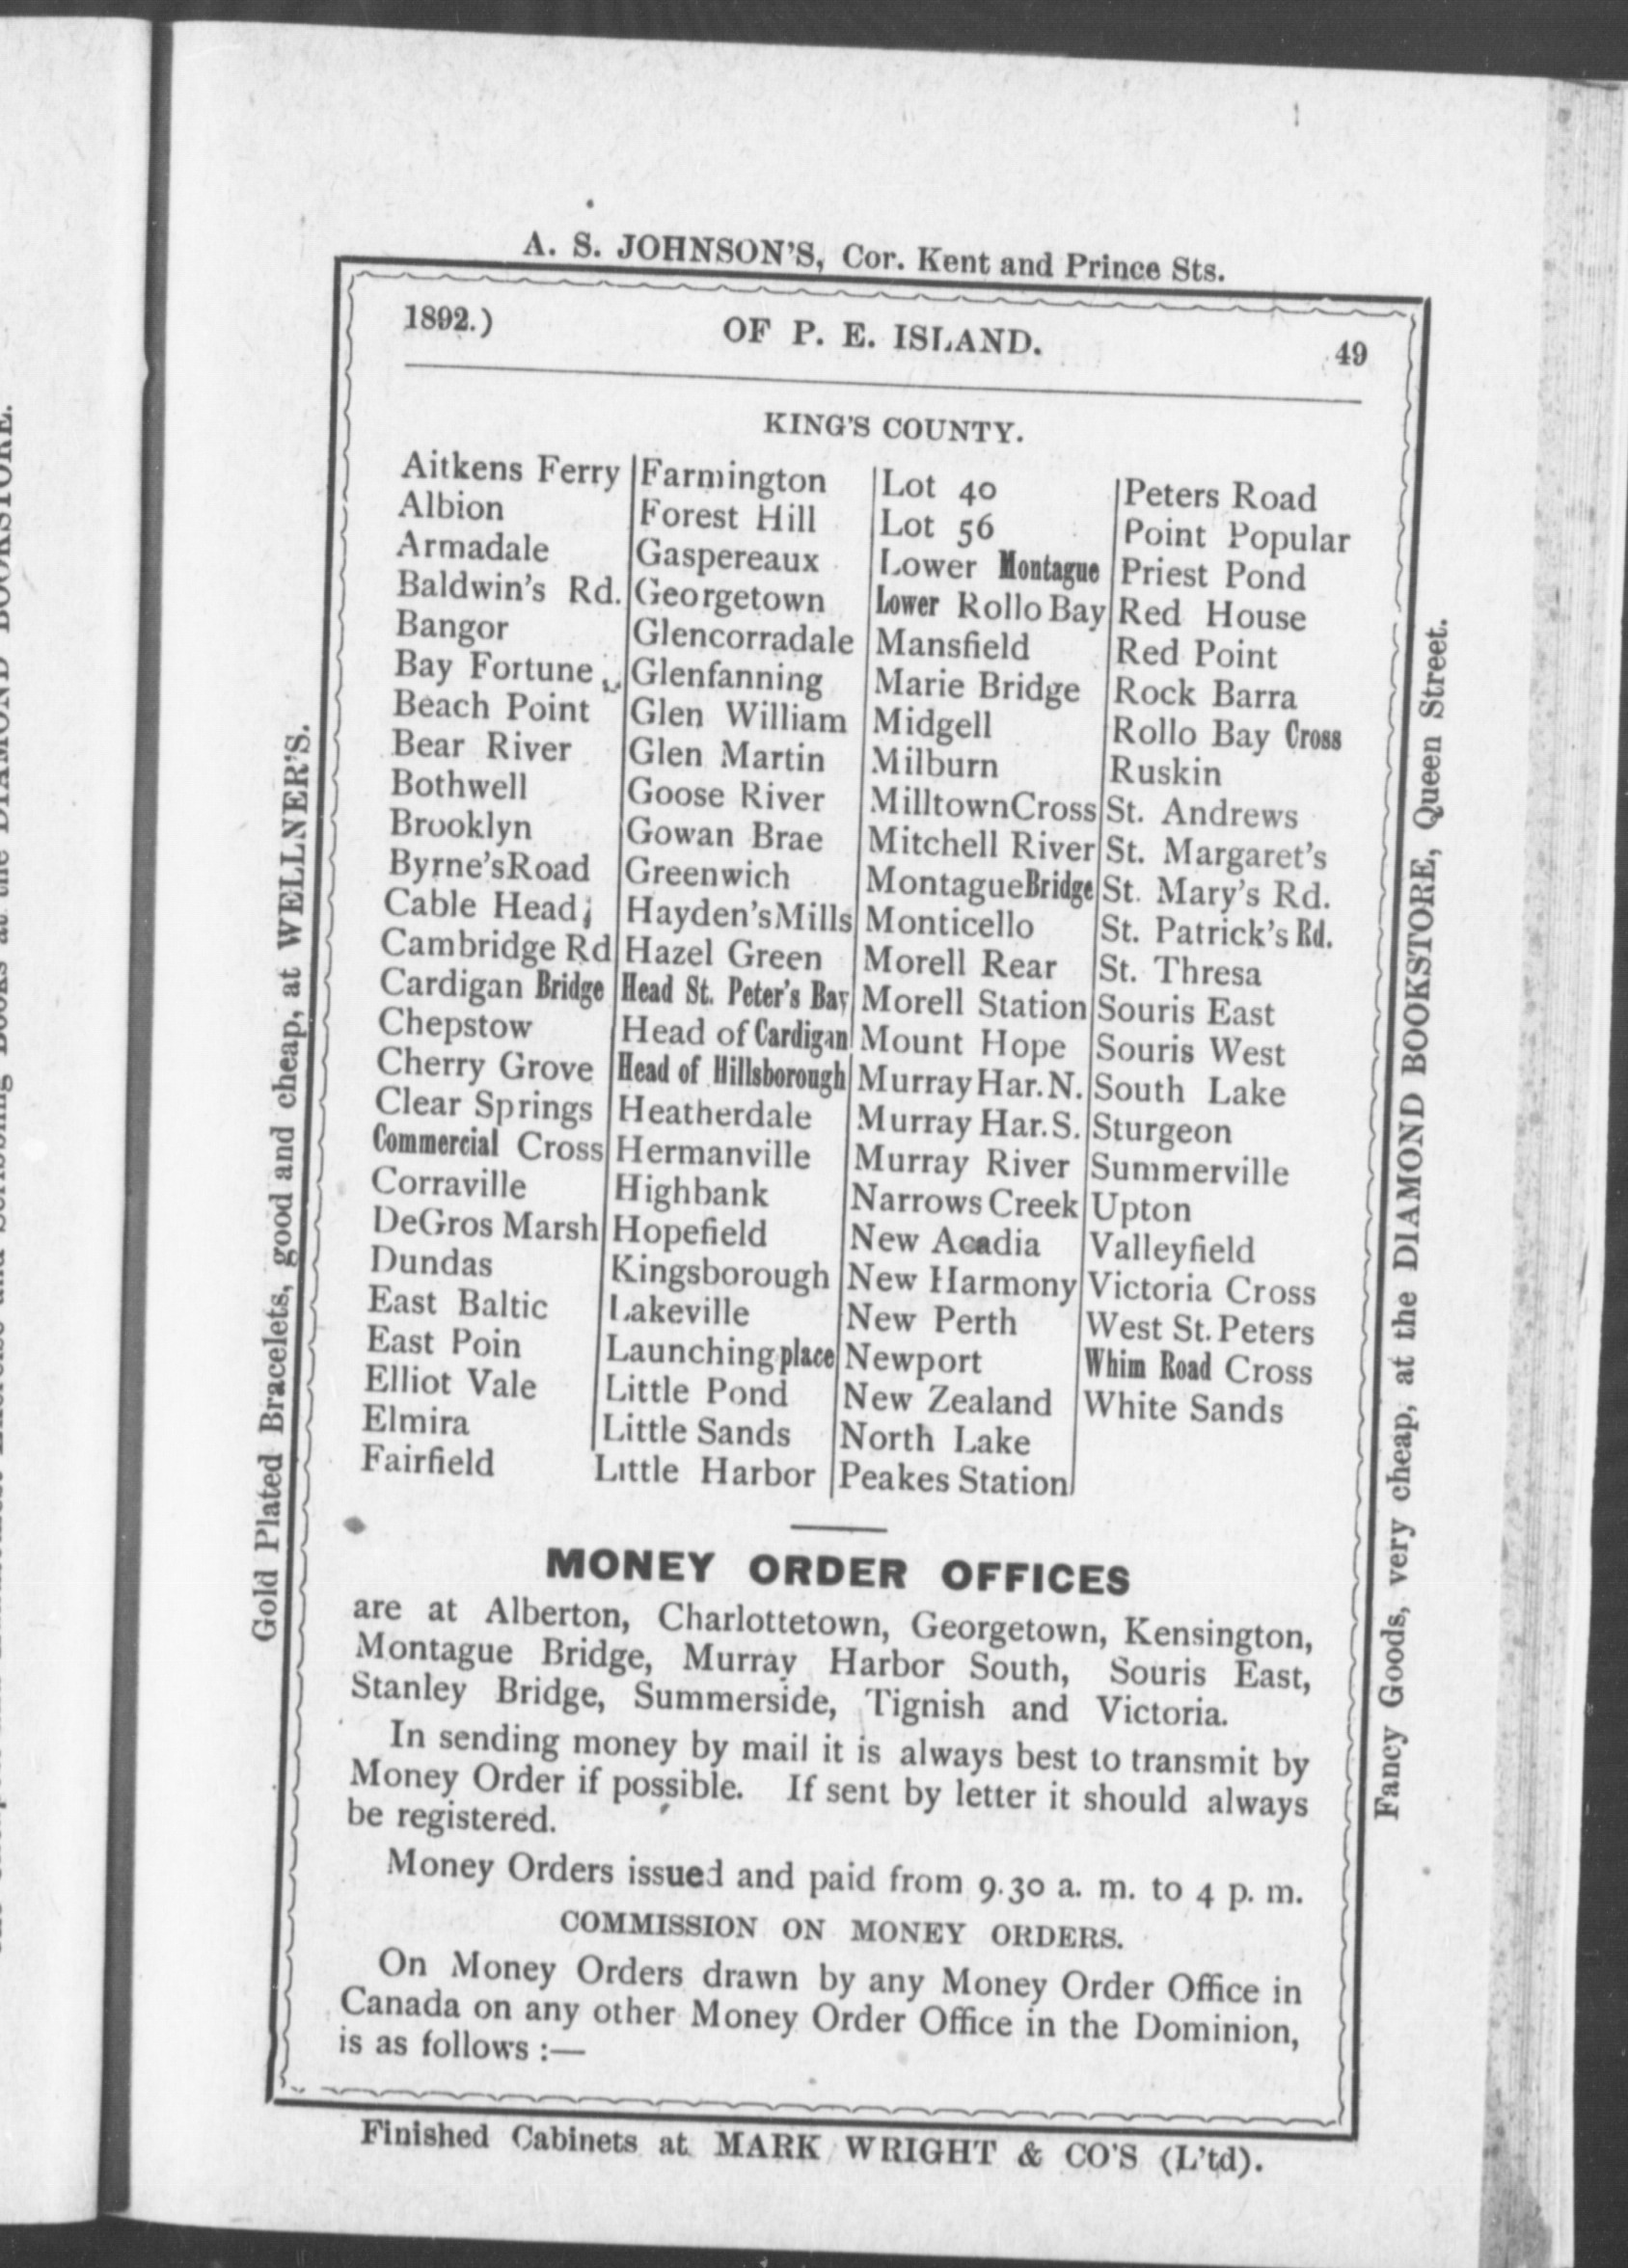 A. S. JOHNSON'S, Cor. Kent and Prince Sts.
1892.) OF P. E. ISLAND. 49
KING'S COUNTY.
Aitkens Ferry
Albion
Armadale
Baldwin's Rd.
Bangor
Bay Fortune
Beach Point
Bear River
Bothwell
Brooklyn
Byrne'sRoad
Cable Head
Cambridge Rd
Cardigan Bridge
Chepstow
Cherry Grove
Clear Springs
Commercial Cross
Corraville
DeGros Marsh
Dundas
East Baltic
East Poin
Elliot Vale
Elmira
Fairfield
Farmington
Forest Hill
Gaspereaux
Georgetown
Glencorradale
Glenfanning
Glen William
Glen Martin
Goose River
Gowan Brae
Greenwich
Hayden'sMills
Hazel Green
Head St. Peter's Bay
Head of Cardigan
Head of Hillsborough
Heatherdale
Hermanville
Highbank
Hopefield
Kingsborough
Lakeville
Launching place
Little Pond
Little Sands
Little Harbor
Lot 40
Lot 56
Lower Montague
Lower Rollo Bay
Mansfield
Marie Bridge
Midgell
Milburn
MilltownCross
Mitchell River
MontagueBridge
Monticello
Morell Rear
Morell Station
Mount Hope
Murray Har. N.
Murray Har. S.
Murray River
Narrows Creek
New Acadia
New Harmony
New Perth
Newport
New Zealand
North Lake
Peakes Station
Peters Road
Point Popular
Priest Pond
Red House
Red Point
Rock Barra
Rollo Bay Cross
Ruskin
St. Andrews
St. Margaret's
St. Mary's Rd.
St. Patrick's Rd.
St. Thresa
Souris East
Souris West
South Lake
Sturgeon
Summerville
Upton
Valleyfield
Victoria Cross
West St. Peters
Whim Road Cross
White Sands
MONEY ORDER OFFICES
are at Alberton, Charlottetown, Georgetown, Kensington,
Montague Bridge, Murray Harbor South, Souris East,
Stanley Bridge, Summerside, Tignish and Victoria.
In sending money by mail it is always best to transmit by
Money Order if possible. If sent by letter it should always
be registered.
Money Orders issued and paid from 9.30 a. m. to 4 p. m.
COMMISSION ON MONEY ORDERS.
On Money Orders drawn by any Money Order Office in
Canada on any other Money Order Office in the Dominion,
is as follows :—
Finished Cabinets at MARK WRIGHT & CO'S (L'td).
Gold Plated Bracelets, good and cheap, at WELLNER'S.
Fancy Goods, very cheap, at the DIAMOND BOOKSTORE, Queen Street.